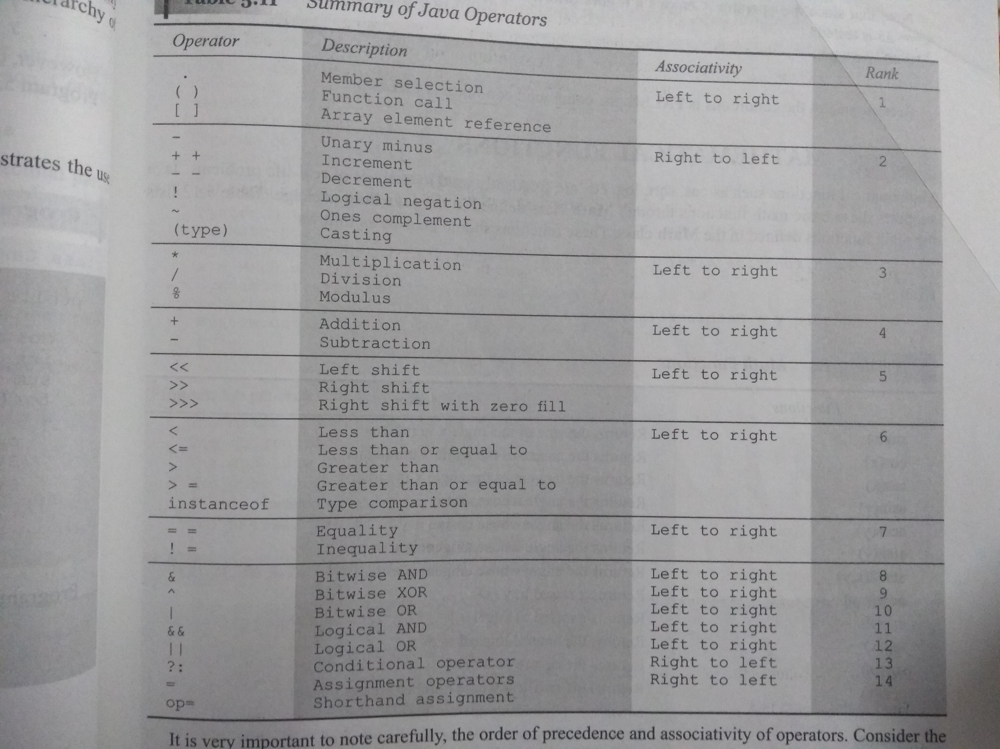 Table 5.11 Summary of Java Operators
Operator Description Associativity Rank
. Member selection Left to right 1
( ) Function call
[ ] Array element reference
- Unary minus Right to left 2
+ + Increment
- - Decrement
! Logical negation
~ Ones complement
(type) Casting
* Multiplication Left to right 3
/ Division
% Modulus
+ Addition Left to right 4
- Subtraction
<< Left shift Left to right 5
>> Right shift
>>> Right shift with zero fill
< Less than Left to right 6
<= Less than or equal to
> Greater than
> = Greater than or equal to
instanceof Type comparison
= = Equality Left to right 7
! = Inequality
& Bitwise AND Left to right 8
^ Bitwise XOR Left to right 9
| Bitwise OR Left to right 10
&& Logical AND Left to right 11
|| Logical OR Left to right 12
?: Conditional operator Right to left 13
= Assignment operators Right to left 14
op= Shorthand assignment
It is very important to note carefully, the order of precedence and associativity of operators. Consider the
strates the use